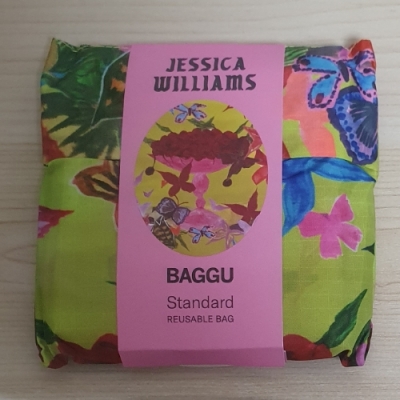 JESSICA
WILLIAMS
BAGGU
Standard
REUSABLE BAG